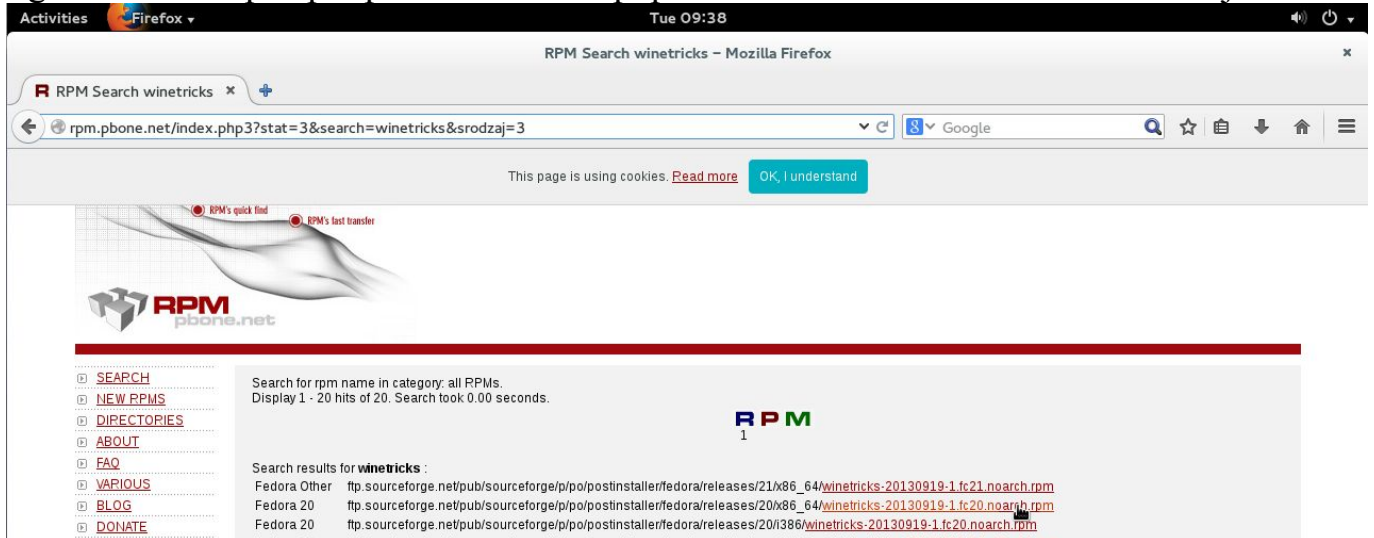 Activities Firefox Tue 09:38
RPM Search winetricks – Mozilla Firefox
RPM Search winetricks
rpm.pbone.net/index.php3?stat=3&search=winetricks&srodzaj=3 Google
This page is using cookies. Read more OK, I understand
RPM's quick find
RPM's fast transfer
RPM
pbone.net
SEARCH
NEW RPMS
DIRECTORIES
ABOUT
FAQ
VARIOUS
BLOG
DONATE
Search for rpm name in category: all RPMs.
Display 1 - 20 hits of 20. Search took 0.00 seconds.
RPM
1
Search results for winetricks :
Fedora Other ftp.sourceforge.net/pub/sourceforge/p/po/postinstaller/fedora/releases/21/x86_64/winetricks-20130919-1.fc21.noarch.rpm
Fedora 20 ftp.sourceforge.net/pub/sourceforge/p/po/postinstaller/fedora/releases/20/x86_64/winetricks-20130919-1.fc20.noarch.rpm
Fedora 20 ftp.sourceforge.net/pub/sourceforge/p/po/postinstaller/fedora/releases/20/i386/winetricks-20130919-1.fc20.noarch.rpm